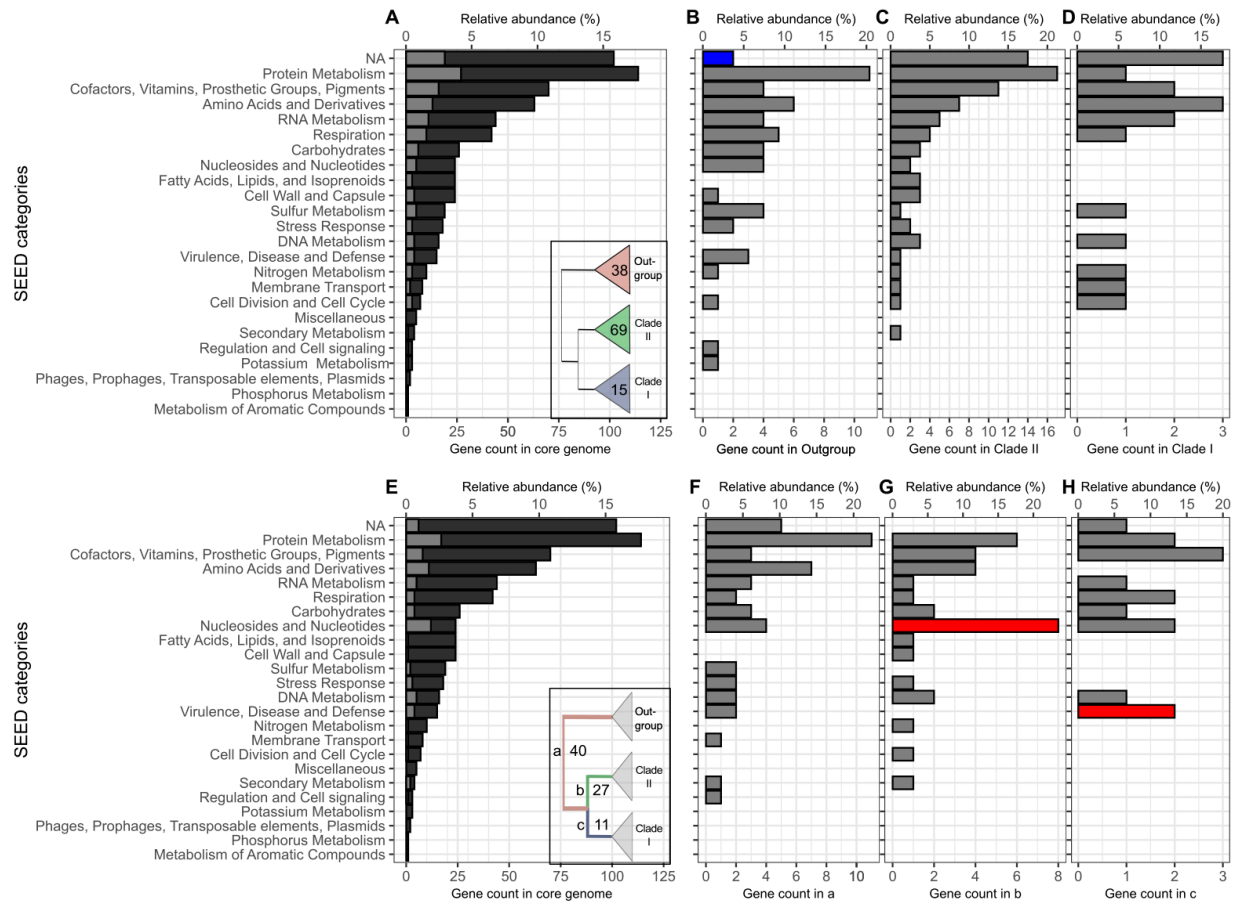 A Relative abundance (%)
B Relative abundance (%)
C Relative abundance (%)
D Relative abundance (%)
0 5 10 15
0 5 10 15 20
0 5 10 15 20
0 5 10 15
SEED categories
NA
Protein Metabolism
Cofactors, Vitamins, Prosthetic Groups, Pigments
Amino Acids and Derivatives
RNA Metabolism
Respiration
Carbohydrates
Nucleosides and Nucleotides
Fatty Acids, Lipids, and Isoprenoids
Cell Wall and Capsule
Sulfur Metabolism
Stress Response
DNA Metabolism
Virulence, Disease and Defense
Nitrogen Metabolism
Membrane Transport
Cell Division and Cell Cycle
Miscellaneous
Secondary Metabolism
Regulation and Cell signaling
Potassium Metabolism
Phages, Prophages, Transposable elements, Plasmids
Phosphorus Metabolism
Metabolism of Aromatic Compounds
38 Out-
group
69 Clade
II
15 Clade
I
0 25 50 75 100 125
0 2 4 6 8 10
0 2 4 6 8 10 12 14 16
0 1 2 3
Gene count in core genome
Gene count in Outgroup
Gene count in Clade II
Gene count in Clade I
E Relative abundance (%)
F Relative abundance (%)
G Relative abundance (%)
H Relative abundance (%)
0 5 10 15
0 5 10 15 20
0 5 10 15 20
0 5 10 15 20
SEED categories
NA
Protein Metabolism
Cofactors, Vitamins, Prosthetic Groups, Pigments
Amino Acids and Derivatives
RNA Metabolism
Respiration
Carbohydrates
Nucleosides and Nucleotides
Fatty Acids, Lipids, and Isoprenoids
Cell Wall and Capsule
Sulfur Metabolism
Stress Response
DNA Metabolism
Virulence, Disease and Defense
Nitrogen Metabolism
Membrane Transport
Cell Division and Cell Cycle
Miscellaneous
Secondary Metabolism
Regulation and Cell signaling
Potassium Metabolism
Phages, Prophages, Transposable elements, Plasmids
Phosphorus Metabolism
Metabolism of Aromatic Compounds
Out-
group
a 40
Clade
II
b 27
c 11
Clade
I
0 25 50 75 100 125
0 2 4 6 8 10
0 2 4 6 8
0 1 2 3
Gene count in core genome
Gene count in a
Gene count in b
Gene count in c